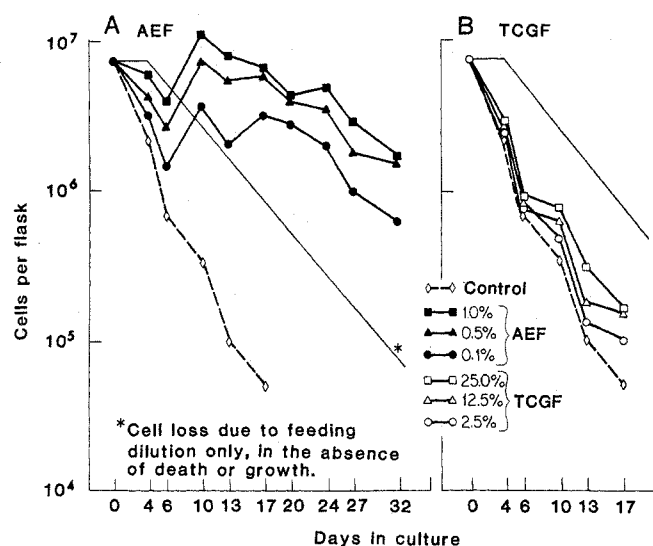 A AEF
B TCGF
10⁷
10⁶
10⁵
10⁴
Cells per flask
*
*Cell loss due to feeding
dilution only, in the absence
of death or growth.
Control
1.0%
0.5%
0.1%
AEF
25.0%
12.5%
2.5%
TCGF
0 4 6 10 13 17 20 24 27 32
0 4 6 10 13 17
Days in culture